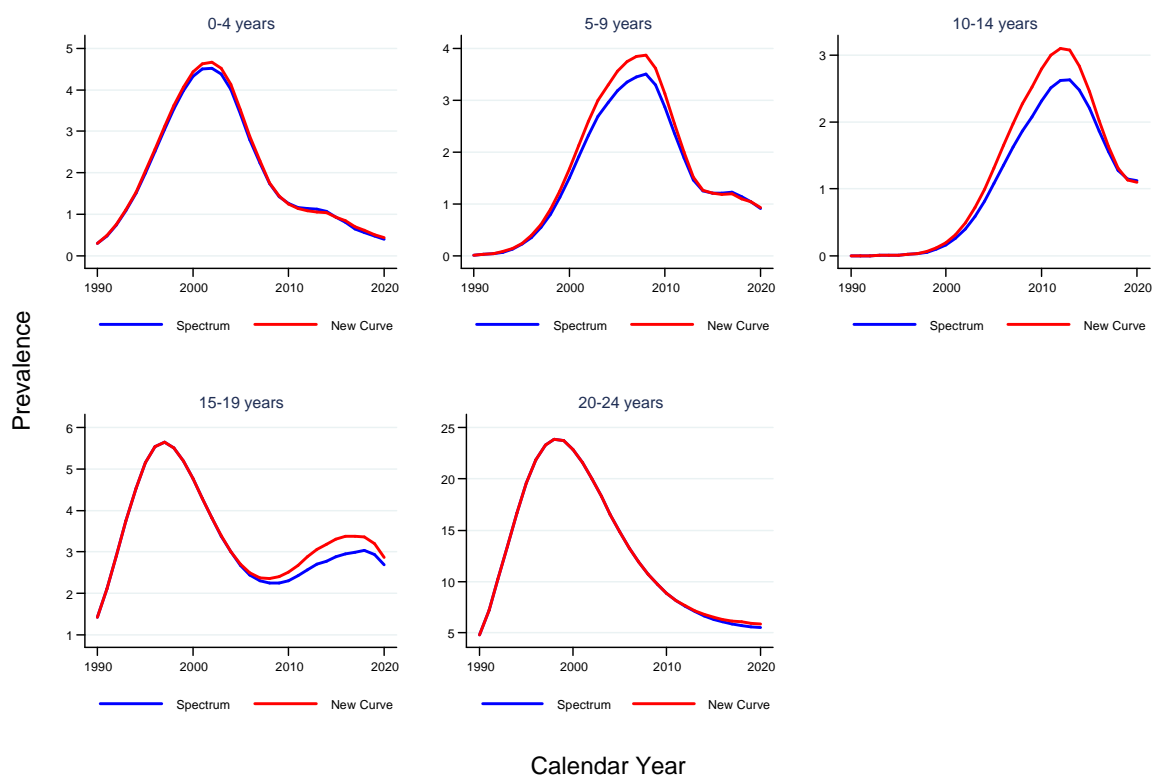 0-4 years
5
4
3
2
1
0
1990 2000 2010 2020
Spectrum New Curve
5-9 years
4
3
2
1
0
1990 2000 2010 2020
Spectrum New Curve
10-14 years
3
2
1
0
1990 2000 2010 2020
Spectrum New Curve
Prevalence
15-19 years
6
5
4
3
2
1
1990 2000 2010 2020
Spectrum New Curve
20-24 years
25
20
15
10
5
1990 2000 2010 2020
Spectrum New Curve
Calendar Year